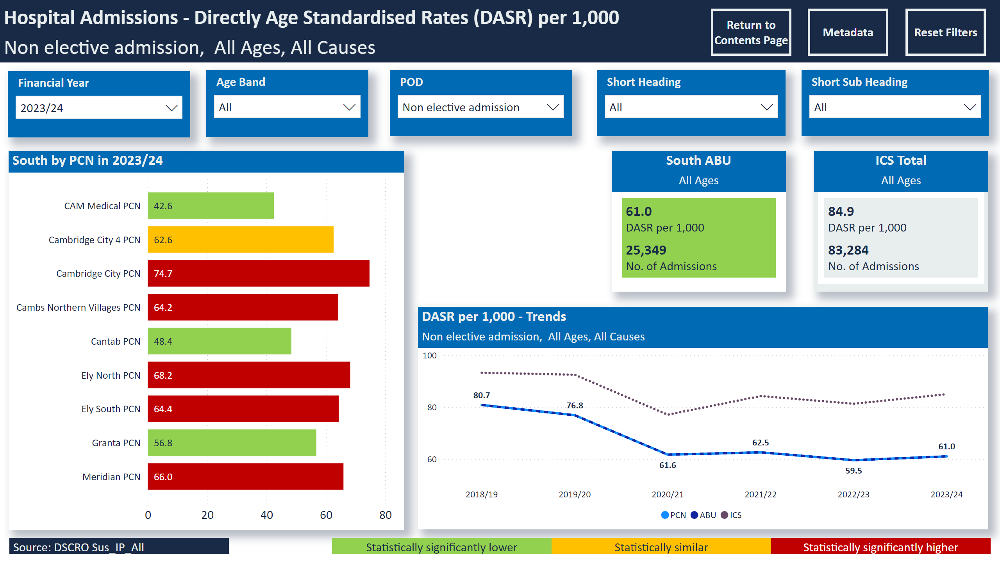 Hospital Admissions - Directly Age Standardised Rates (DASR) per 1,000
Non elective admission,  All Ages, All Causes
Return to
Contents Page
Metadata
Reset Filters
Financial Year
2023/24
Age Band
All
POD
Non elective admission
Short Heading
All
Short Sub Heading
All
South by PCN in 2023/24
CAM Medical PCN 42.6
Cambridge City 4 PCN 62.6
Cambridge City PCN 74.7
Cambs Northern Villages PCN 64.2
Cantab PCN 48.4
Ely North PCN 68.2
Ely South PCN 64.4
Granta PCN 56.8
Meridian PCN 66.0
0 20 40 60 80
South ABU
All Ages
61.0
DASR per 1,000
25,349
No. of Admissions
ICS Total
All Ages
84.9
DASR per 1,000
83,284
No. of Admissions
DASR per 1,000 - Trends
Non elective admission,  All Ages, All Causes
100
80
60
80.7
76.8
61.6
62.5
59.5
61.0
2018/19 2019/20 2020/21 2021/22 2022/23 2023/24
PCN ABU ICS
Source: DSCRO Sus_IP_All
Statistically significantly lower
Statistically similar
Statistically significantly higher